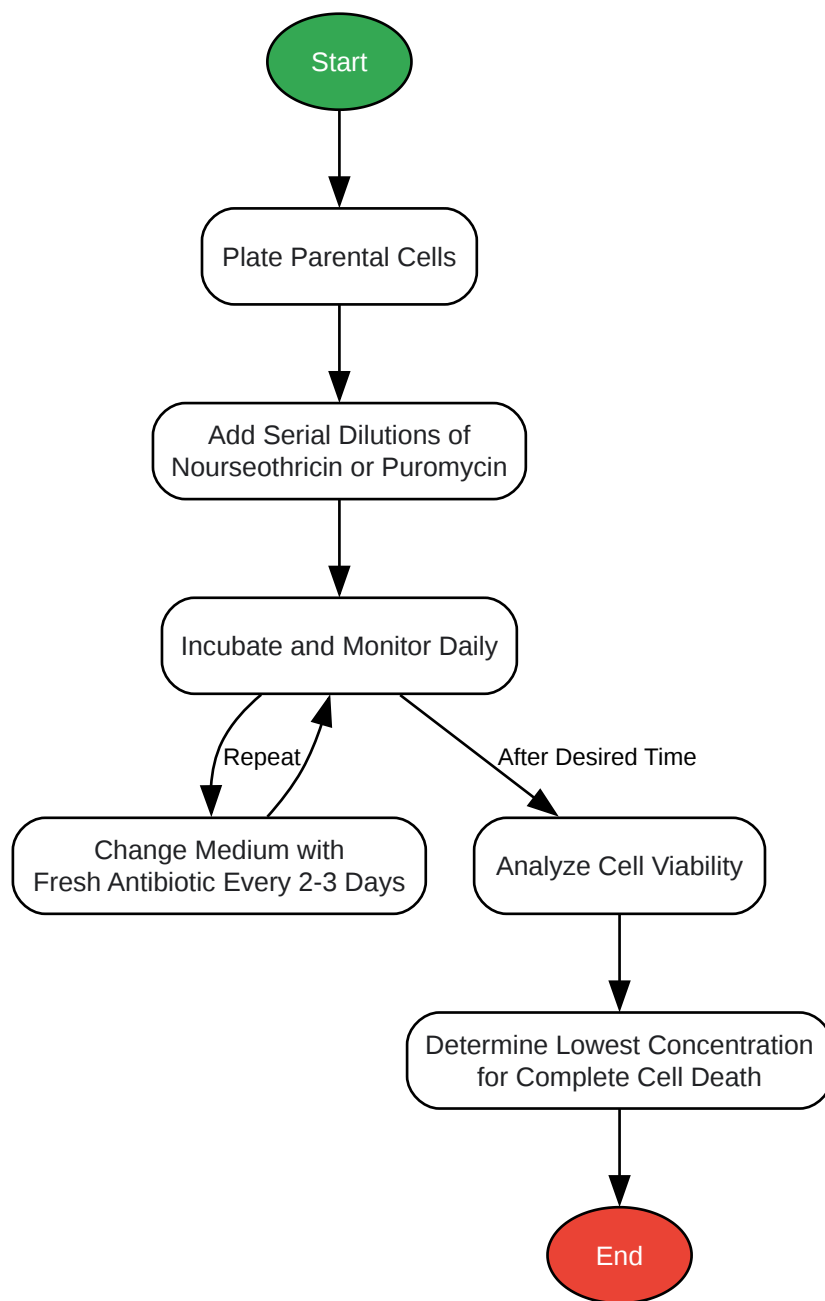 Start
Plate Parental Cells
Add Serial Dilutions of
Nourseothricin or Puromycin
Incubate and Monitor Daily
Repeat
After Desired Time
Change Medium with
Fresh Antibiotic Every 2-3 Days
Analyze Cell Viability
Determine Lowest Concentration
for Complete Cell Death
End